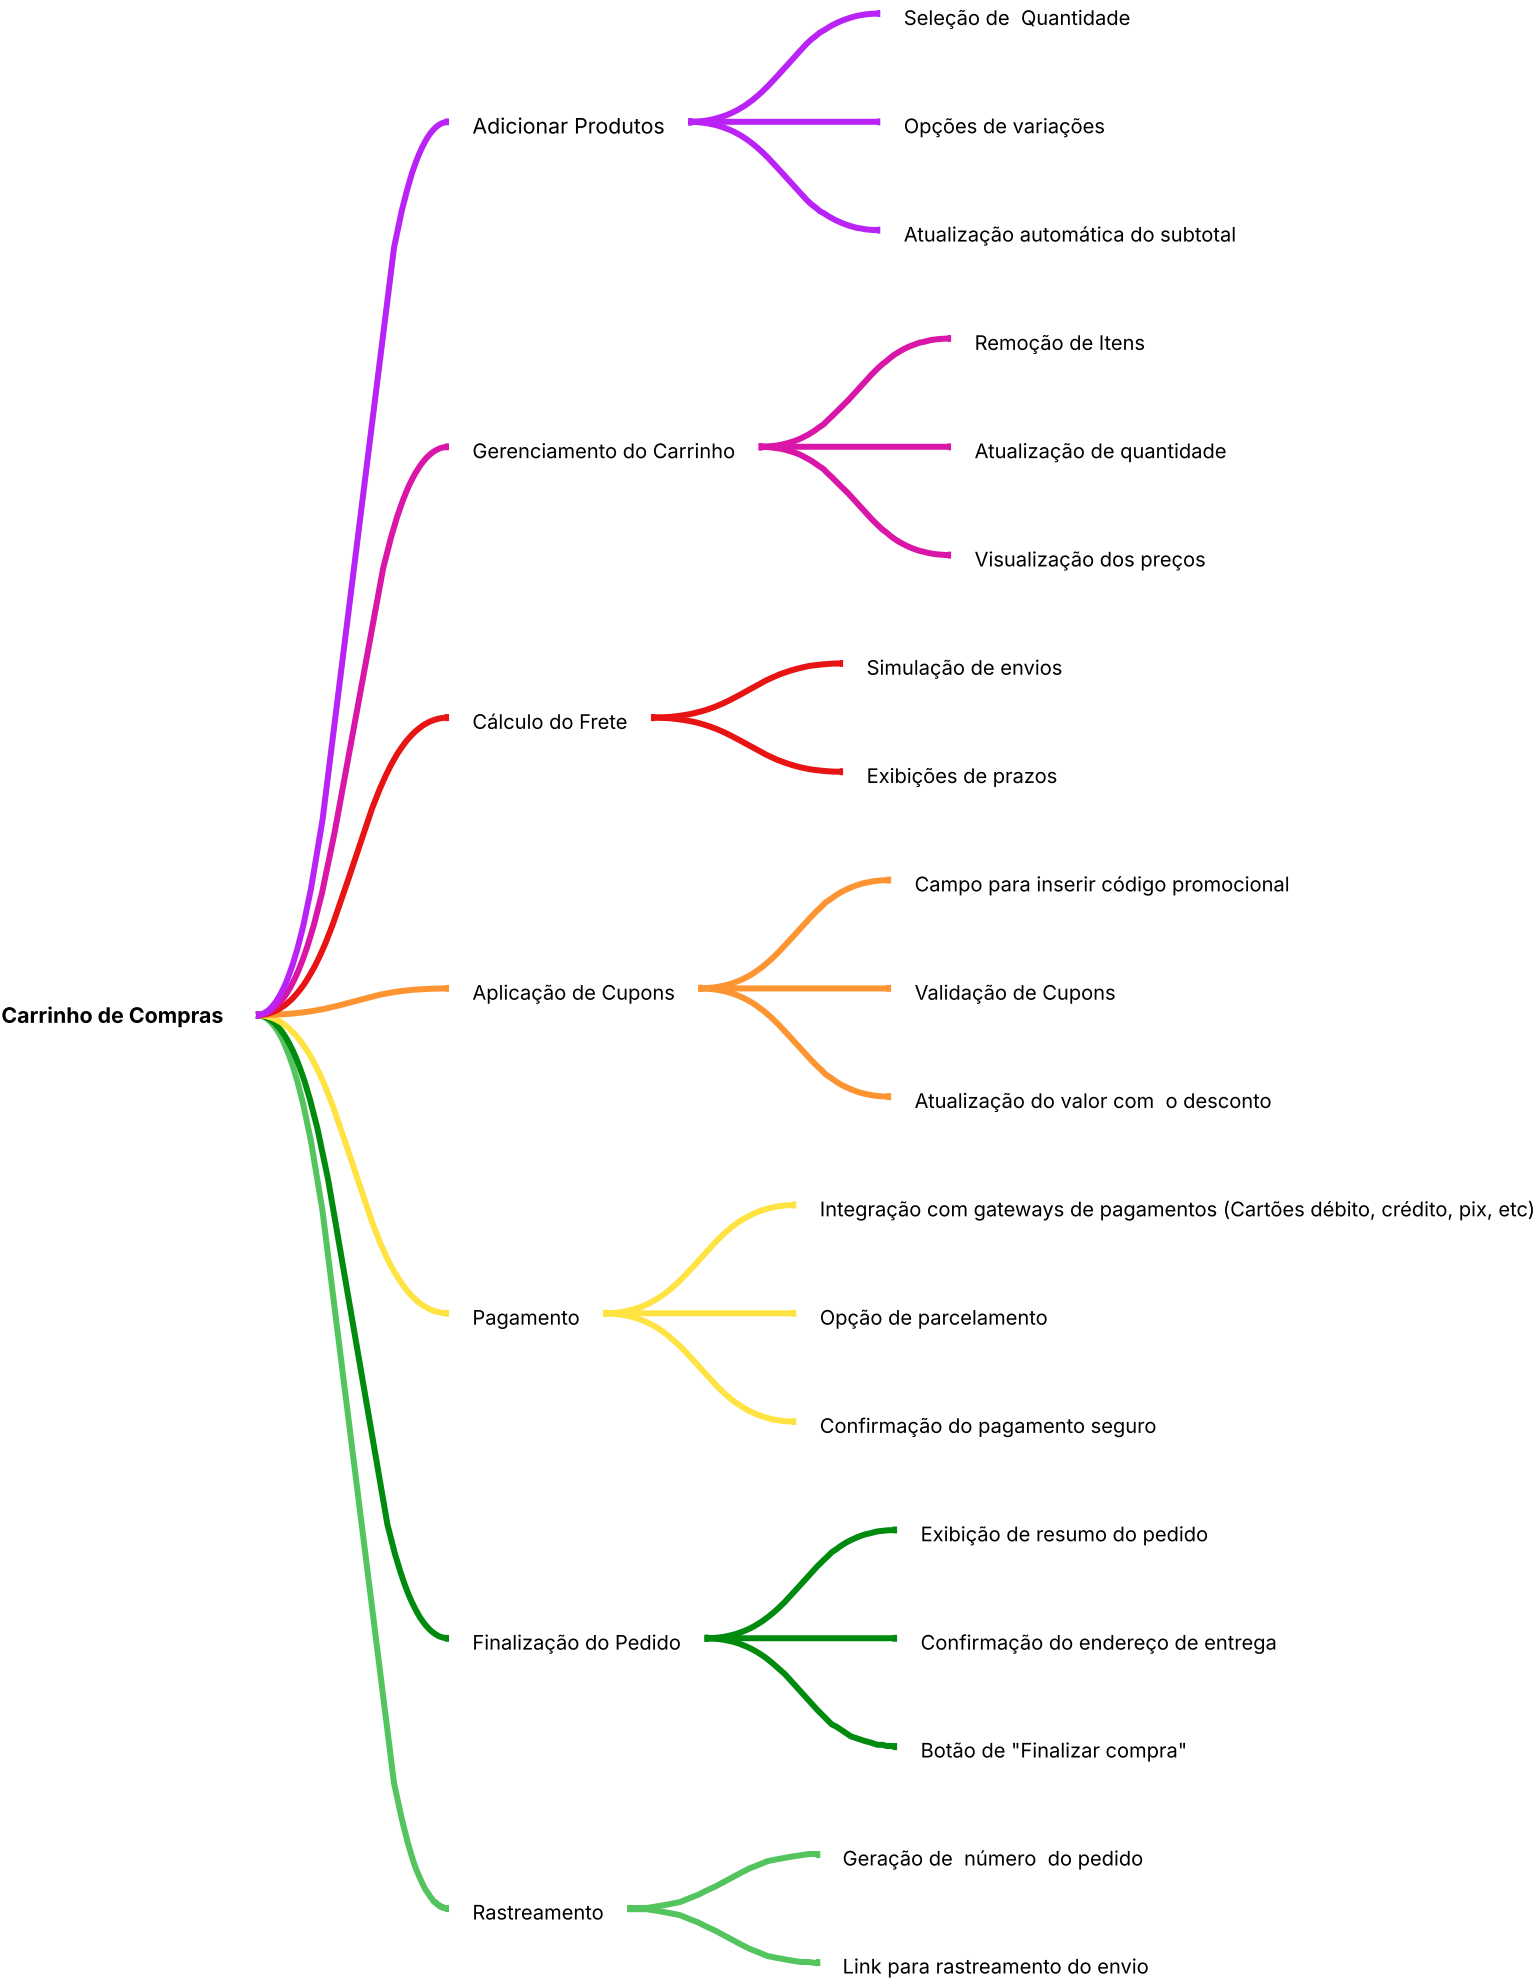 Carrinho de Compras
Adicionar Produtos
Seleção de  Quantidade
Opções de variações
Atualização automática do subtotal
Gerenciamento do Carrinho
Remoção de Itens
Atualização de quantidade
Visualização dos preços
Cálculo do Frete
Simulação de envios
Exibições de prazos
Aplicação de Cupons
Campo para inserir código promocional
Validação de Cupons
Atualização do valor com  o desconto
Pagamento
Integração com gateways de pagamentos (Cartões débito, crédito, pix, etc)
Opção de parcelamento
Confirmação do pagamento seguro
Finalização do Pedido
Exibição de resumo do pedido
Confirmação do endereço de entrega
Botão de "Finalizar compra"
Rastreamento
Geração de  número  do pedido
Link para rastreamento do envio